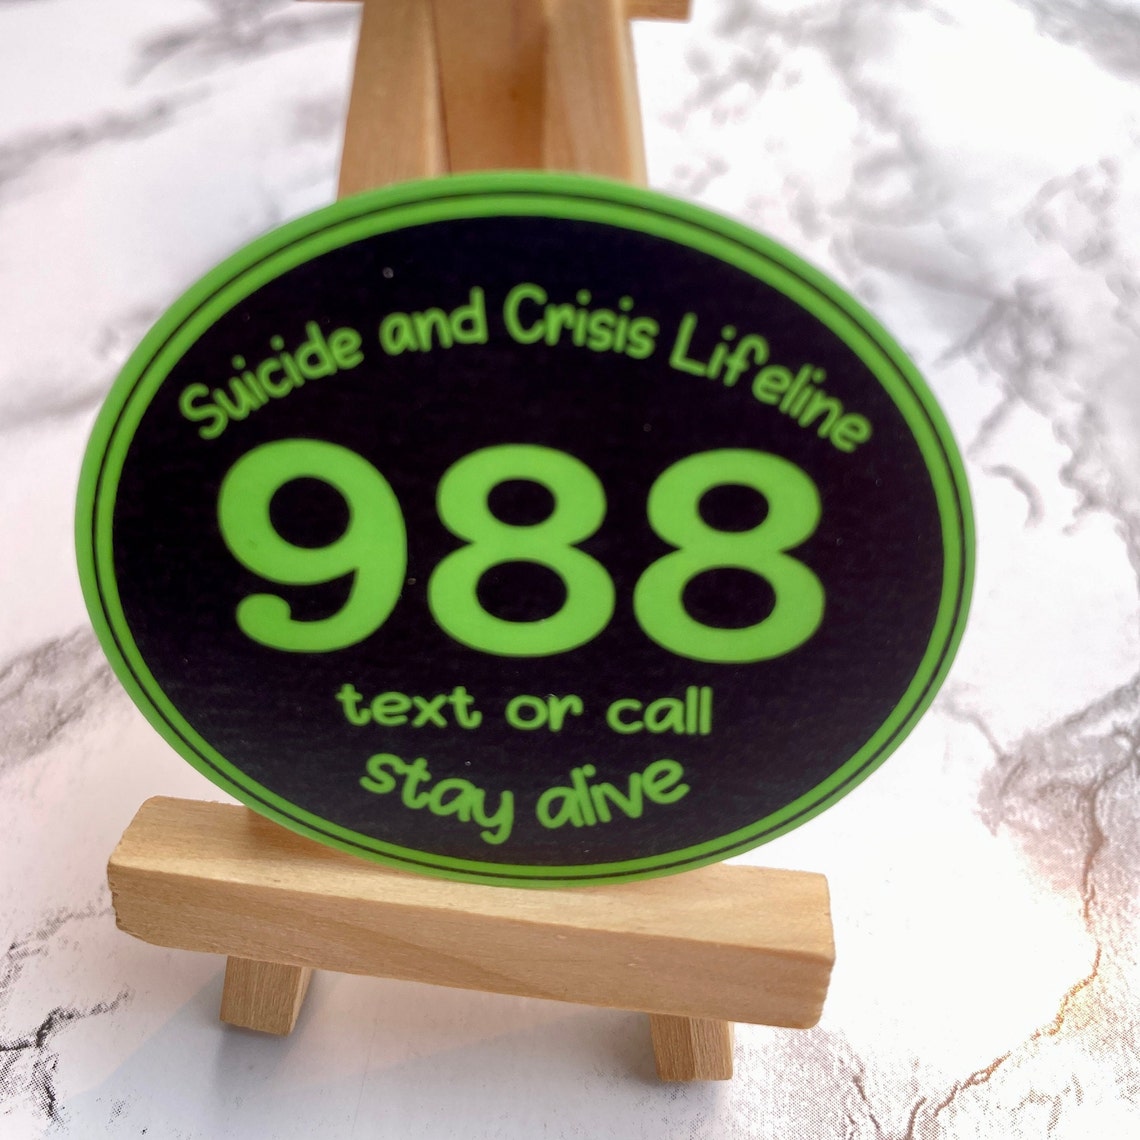 Suicide and Crisis Lifeline
988
text or call
stay alive